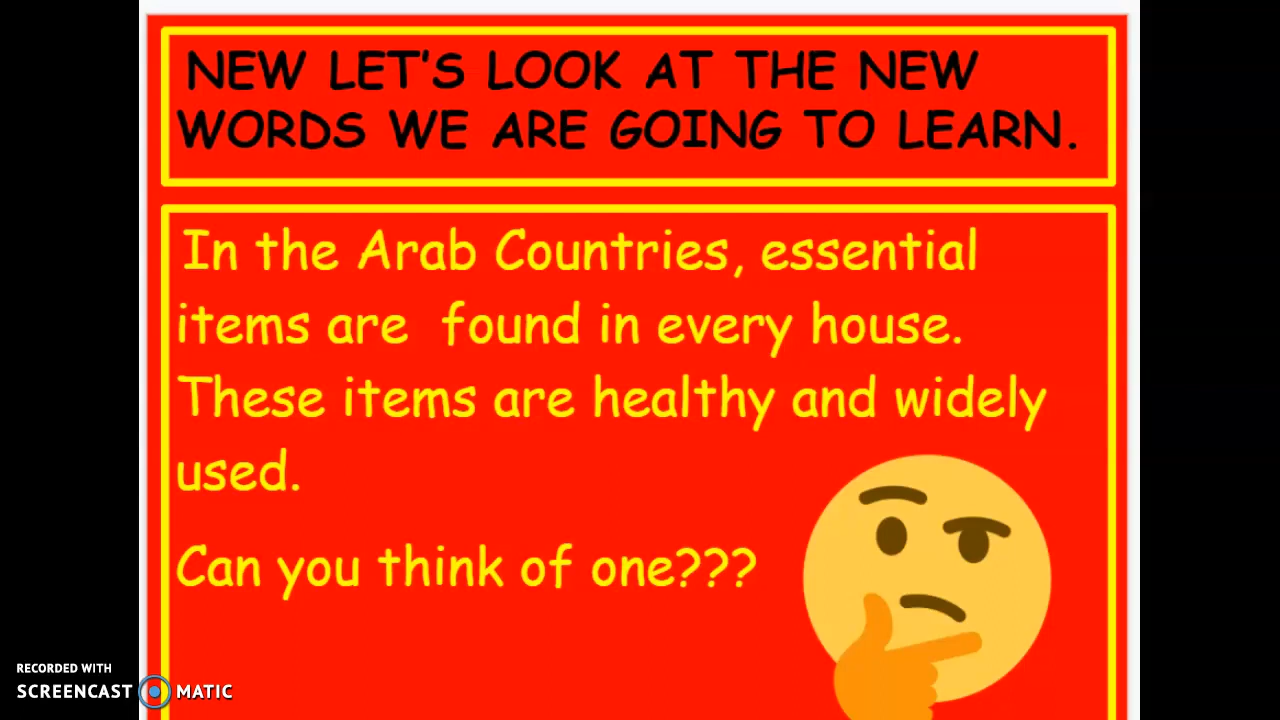 NEW LET'S LOOK AT THE NEW
WORDS WE ARE GOING TO LEARN.
In the Arab Countries, essential
items are found in every house.
These items are healthy and widely
used.
Can you think of one???
RECORDED WITH
SCREENCAST MATIC